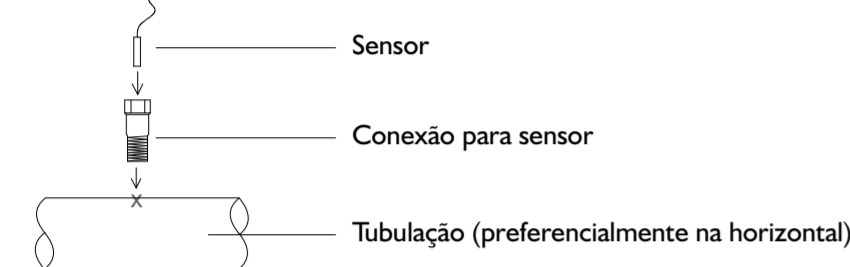 Sensor
Conexão para sensor
x
Tubulação (preferencialmente na horizontal)